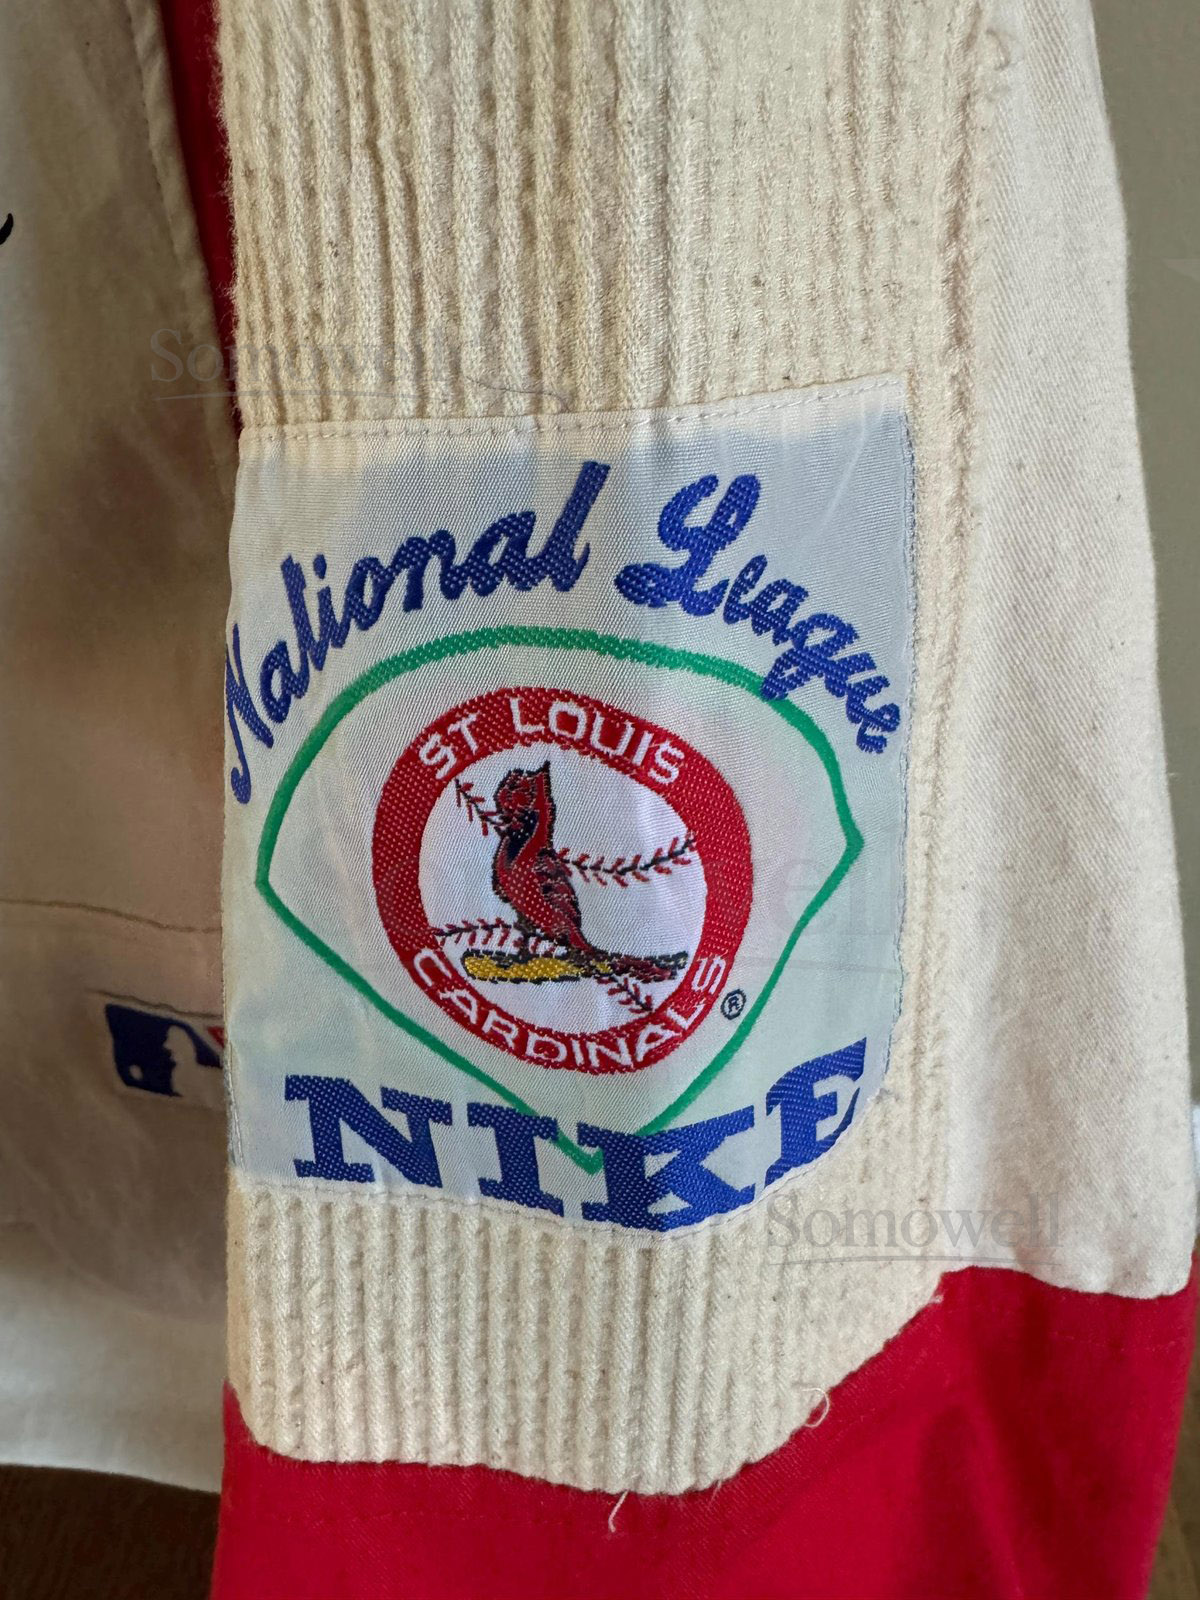 Somowell
National League
ST LOUIS
CARDINALS
®
NIKE
Somowell